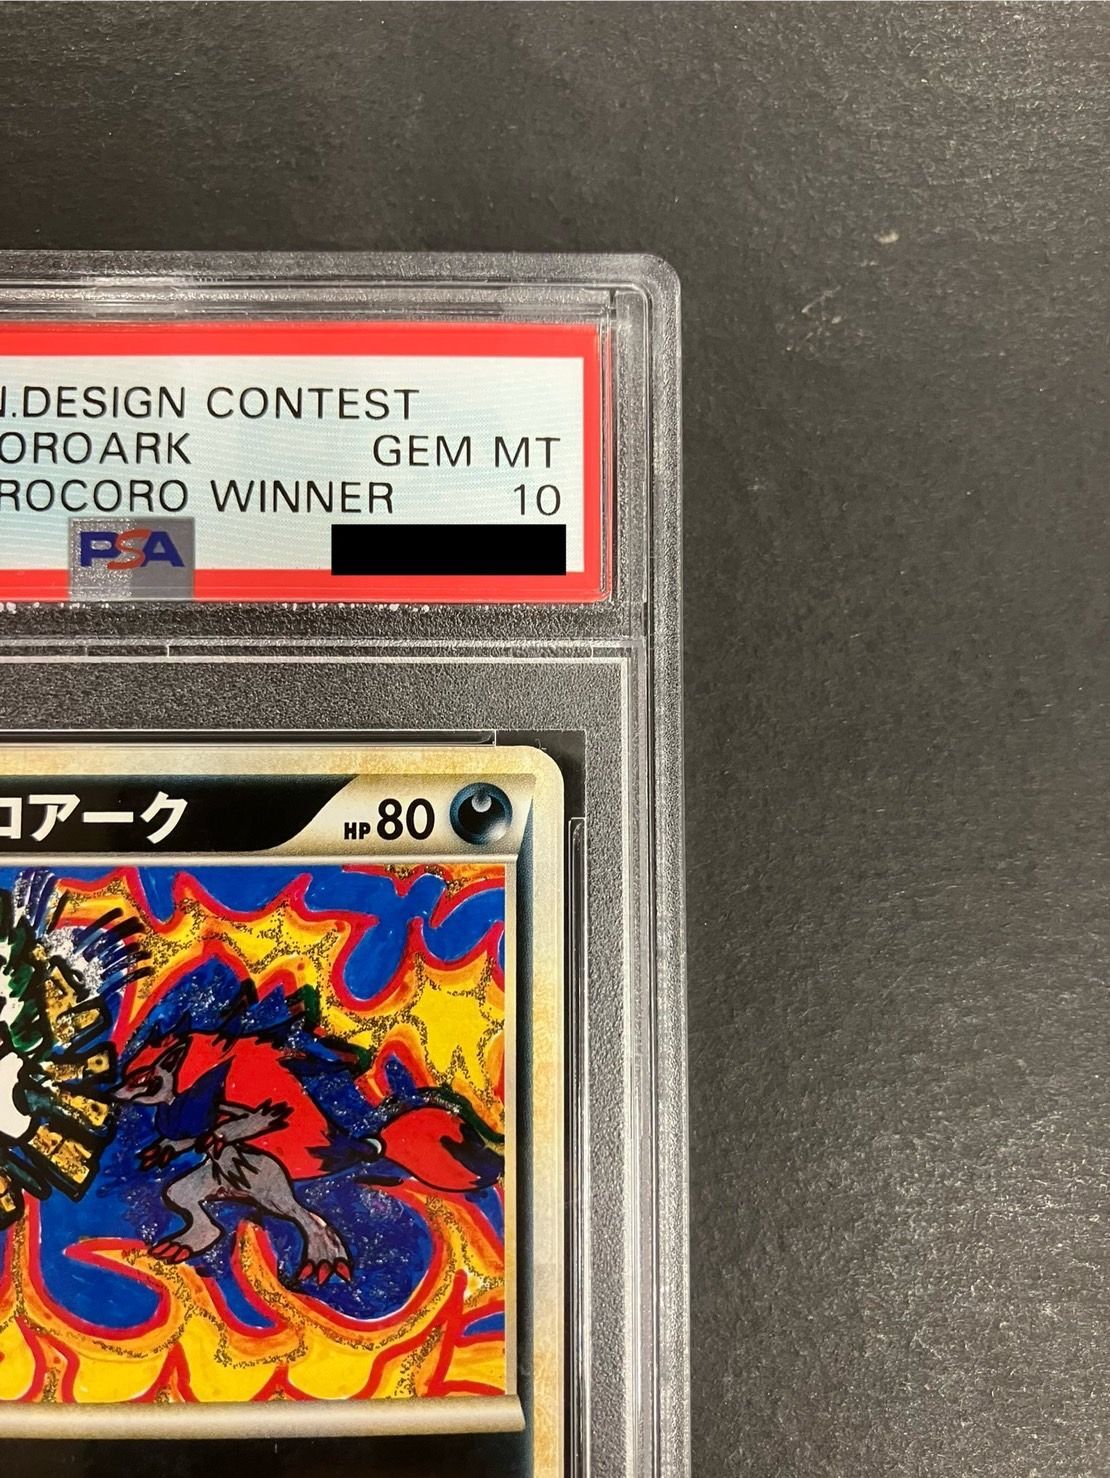 N.DESIGN CONTEST
OROARK GEM MT
ROCORO WINNER 10
PSA
ロアーク HP 80